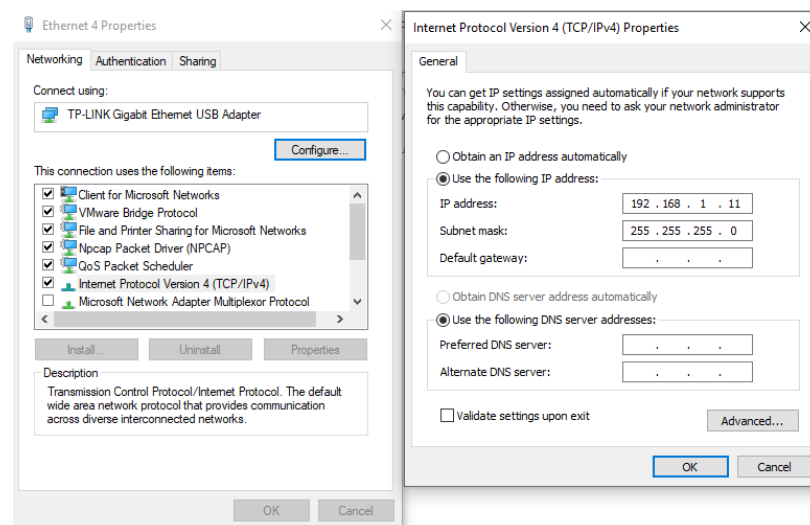 Ethernet 4 Properties
Networking Authentication Sharing
Connect using:
TP-LINK Gigabit Ethernet USB Adapter
Configure...
This connection uses the following items:
Client for Microsoft Networks
VMware Bridge Protocol
File and Printer Sharing for Microsoft Networks
Npcap Packet Driver (NPCAP)
QoS Packet Scheduler
Internet Protocol Version 4 (TCP/IPv4)
Microsoft Network Adapter Multiplexor Protocol
Install... Uninstall Properties
Description
Transmission Control Protocol/Internet Protocol. The default
wide area network protocol that provides communication
across diverse interconnected networks.
OK Cancel
Internet Protocol Version 4 (TCP/IPv4) Properties
General
You can get IP settings assigned automatically if your network supports
this capability. Otherwise, you need to ask your network administrator
for the appropriate IP settings.
Obtain an IP address automatically
Use the following IP address:
IP address: 192 . 168 . 1 . 11
Subnet mask: 255 . 255 . 255 . 0
Default gateway: . . .
Obtain DNS server address automatically
Use the following DNS server addresses:
Preferred DNS server: . . .
Alternate DNS server: . . .
Validate settings upon exit
Advanced...
OK Cancel